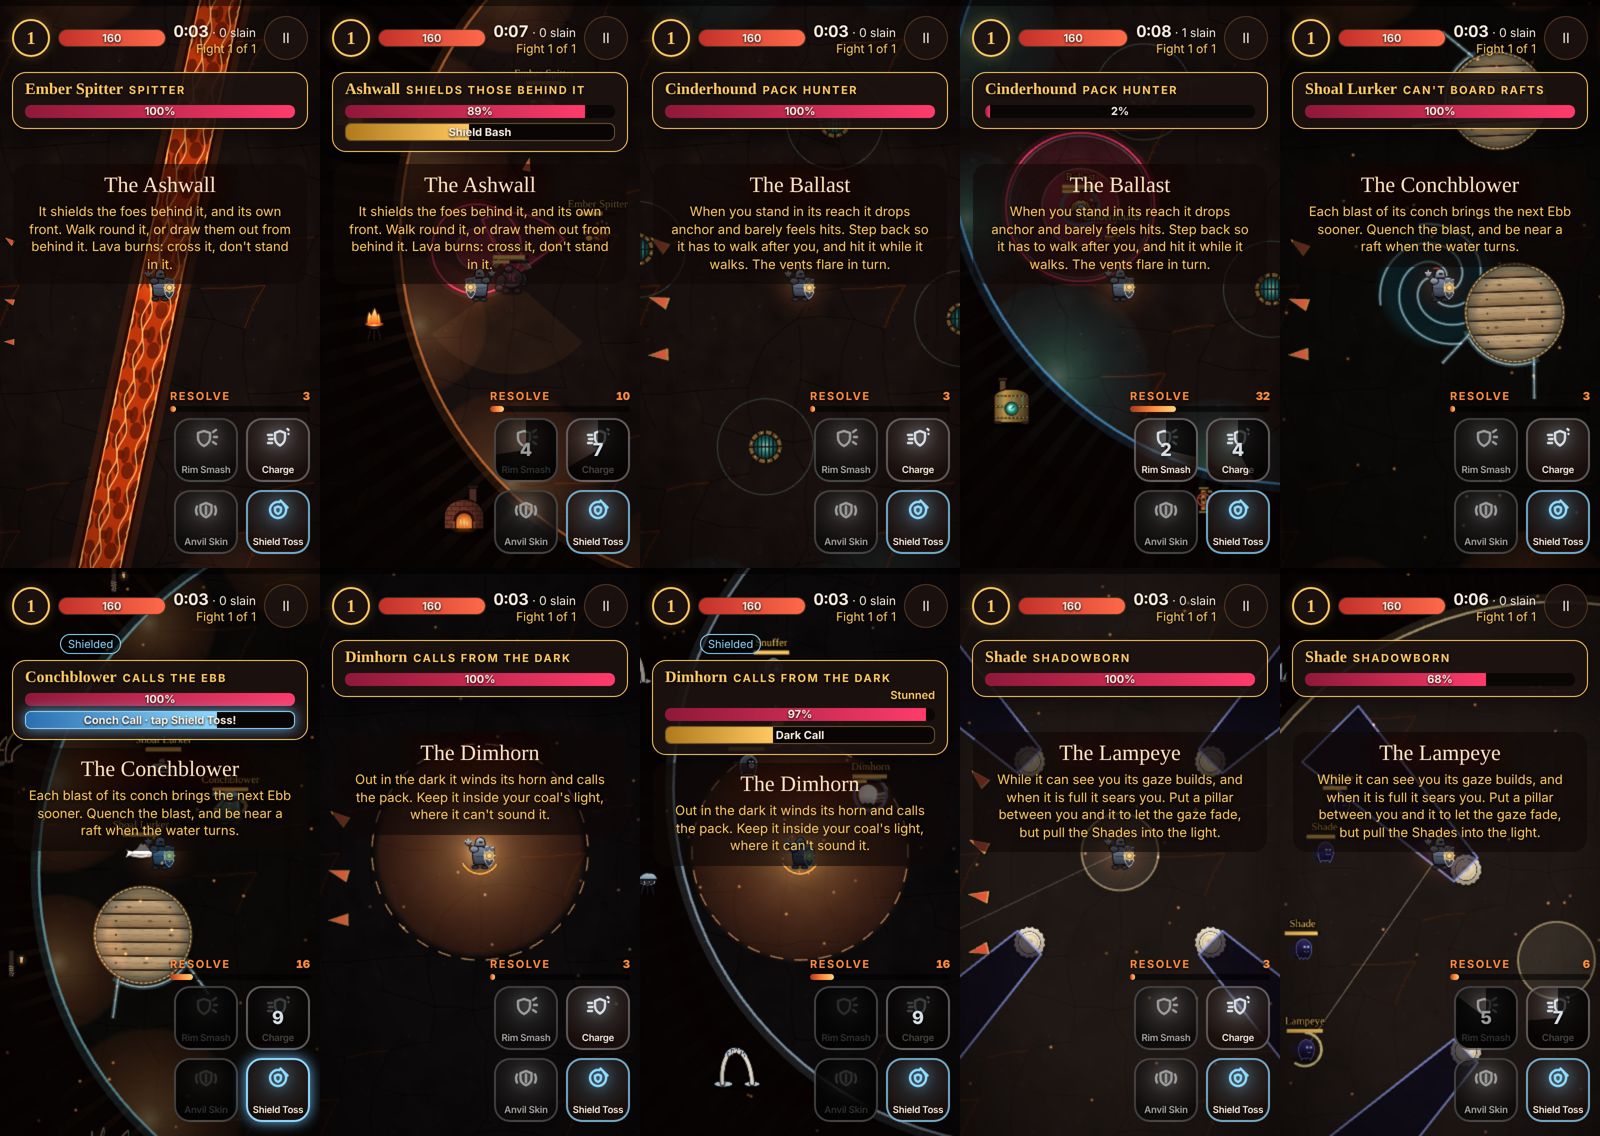 1
160
0:03 · 0 slain
Fight 1 of 1
Ember Spitter SPITTER
100%
The Ashwall
It shields the foes behind it, and its own
front. Walk round it, or draw them out from
behind it. Lava burns: cross it, don't stand
in it.
RESOLVE 3
Rim Smash
Charge
Anvil Skin
Shield Toss
1
160
0:07 · 0 slain
Fight 1 of 1
Ember Spitter
Ashwall SHIELDS THOSE BEHIND IT
89%
Shield Bash
The Ashwall
It shields the foes behind it, and its own
front. Walk round it, or draw them out from
behind it. Lava burns: cross it, don't stand
in it.
Ember Spitter
RESOLVE 10
4
Rim Smash
7
Charge
Anvil Skin
Shield Toss
1
160
0:03 · 0 slain
Fight 1 of 1
Cinderhound PACK HUNTER
100%
The Ballast
When you stand in its reach it drops
anchor and barely feels hits. Step back so
it has to walk after you, and hit it while it
walks. The vents flare in turn.
RESOLVE 3
Rim Smash
Charge
Anvil Skin
Shield Toss
1
160
0:08 · 1 slain
Fight 1 of 1
Cinderhound PACK HUNTER
2%
The Ballast
When you stand in its reach it drops
anchor and barely feels hits. Step back so
it has to walk after you, and hit it while it
walks. The vents flare in turn.
RESOLVE 32
2
Rim Smash
4
Charge
Anvil Skin
Shield Toss
1
160
0:03 · 0 slain
Fight 1 of 1
Shoal Lurker CAN'T BOARD RAFTS
100%
The Conchblower
Each blast of its conch brings the next Ebb
sooner. Quench the blast, and be near a
raft when the water turns.
RESOLVE 3
Rim Smash
Charge
Anvil Skin
Shield Toss
1
160
0:03 · 0 slain
Fight 1 of 1
Shielded
Conchblower CALLS THE EBB
100%
Conch Call · tap Shield Toss!
Shoal Lurker
The Conchblower
Conchblower
Each blast of its conch brings the next Ebb
sooner. Quench the blast, and be near a
raft when the water turns.
RESOLVE 16
Rim Smash
9
Charge
Anvil Skin
Shield Toss
1
160
0:03 · 0 slain
Fight 1 of 1
Dimhorn CALLS FROM THE DARK
100%
The Dimhorn
Out in the dark it winds its horn and calls
the pack. Keep it inside your coal's light,
where it can't sound it.
RESOLVE 3
Rim Smash
Charge
Anvil Skin
Shield Toss
1
160
0:03 · 0 slain
Fight 1 of 1
Shielded
Dimhorn CALLS FROM THE DARK
Stunned
97%
Dark Call
Dimhorn
The Dimhorn
Out in the dark it winds its horn and calls
the pack. Keep it inside your coal's light,
where it can't sound it.
RESOLVE 16
Rim Smash
9
Charge
Anvil Skin
Shield Toss
1
160
0:03 · 0 slain
Fight 1 of 1
Shade SHADOWBORN
100%
The Lampeye
While it can see you its gaze builds, and
when it is full it sears you. Put a pillar
between you and it to let the gaze fade,
but pull the Shades into the light.
RESOLVE 3
Rim Smash
Charge
Anvil Skin
Shield Toss
1
160
0:06 · 0 slain
Fight 1 of 1
Shade SHADOWBORN
68%
The Lampeye
While it can see you its gaze builds, and
when it is full it sears you. Put a pillar
between you and it to let the gaze fade,
but pull the Shades into the light.
Shade
Shade
Lampeye
RESOLVE 6
5
Rim Smash
7
Charge
Anvil Skin
Shield Toss